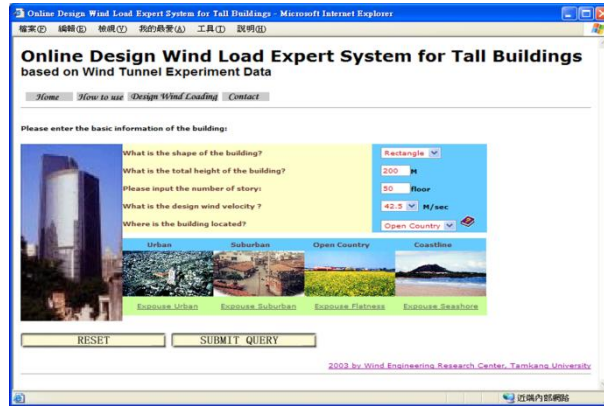 Online Design Wind Load Expert System for Tall Buildings - Microsoft Internet Explorer
檔案(F) 編輯(E) 檢視(V) 我的最愛(A) 工具(T) 說明(H)
Online Design Wind Load Expert System for Tall Buildings
based on Wind Tunnel Experiment Data
Home How to use Design Wind Loading Contact
Please enter the basic information of the building:
What is the shape of the building? Rectangle
What is the total height of the building? 200 M
Please input the number of story: 50 floor
What is the design wind velocity ? 42.5 M/sec
Where is the building located? Open Country
Urban Suburban Open Country Coastline
Expouse Urban Expouse Suburban Expouse Flatness Expouse Seashore
RESET SUBMIT QUERY
2003 by Wind Engineering Research Center, Tamkang University
近端內部網路